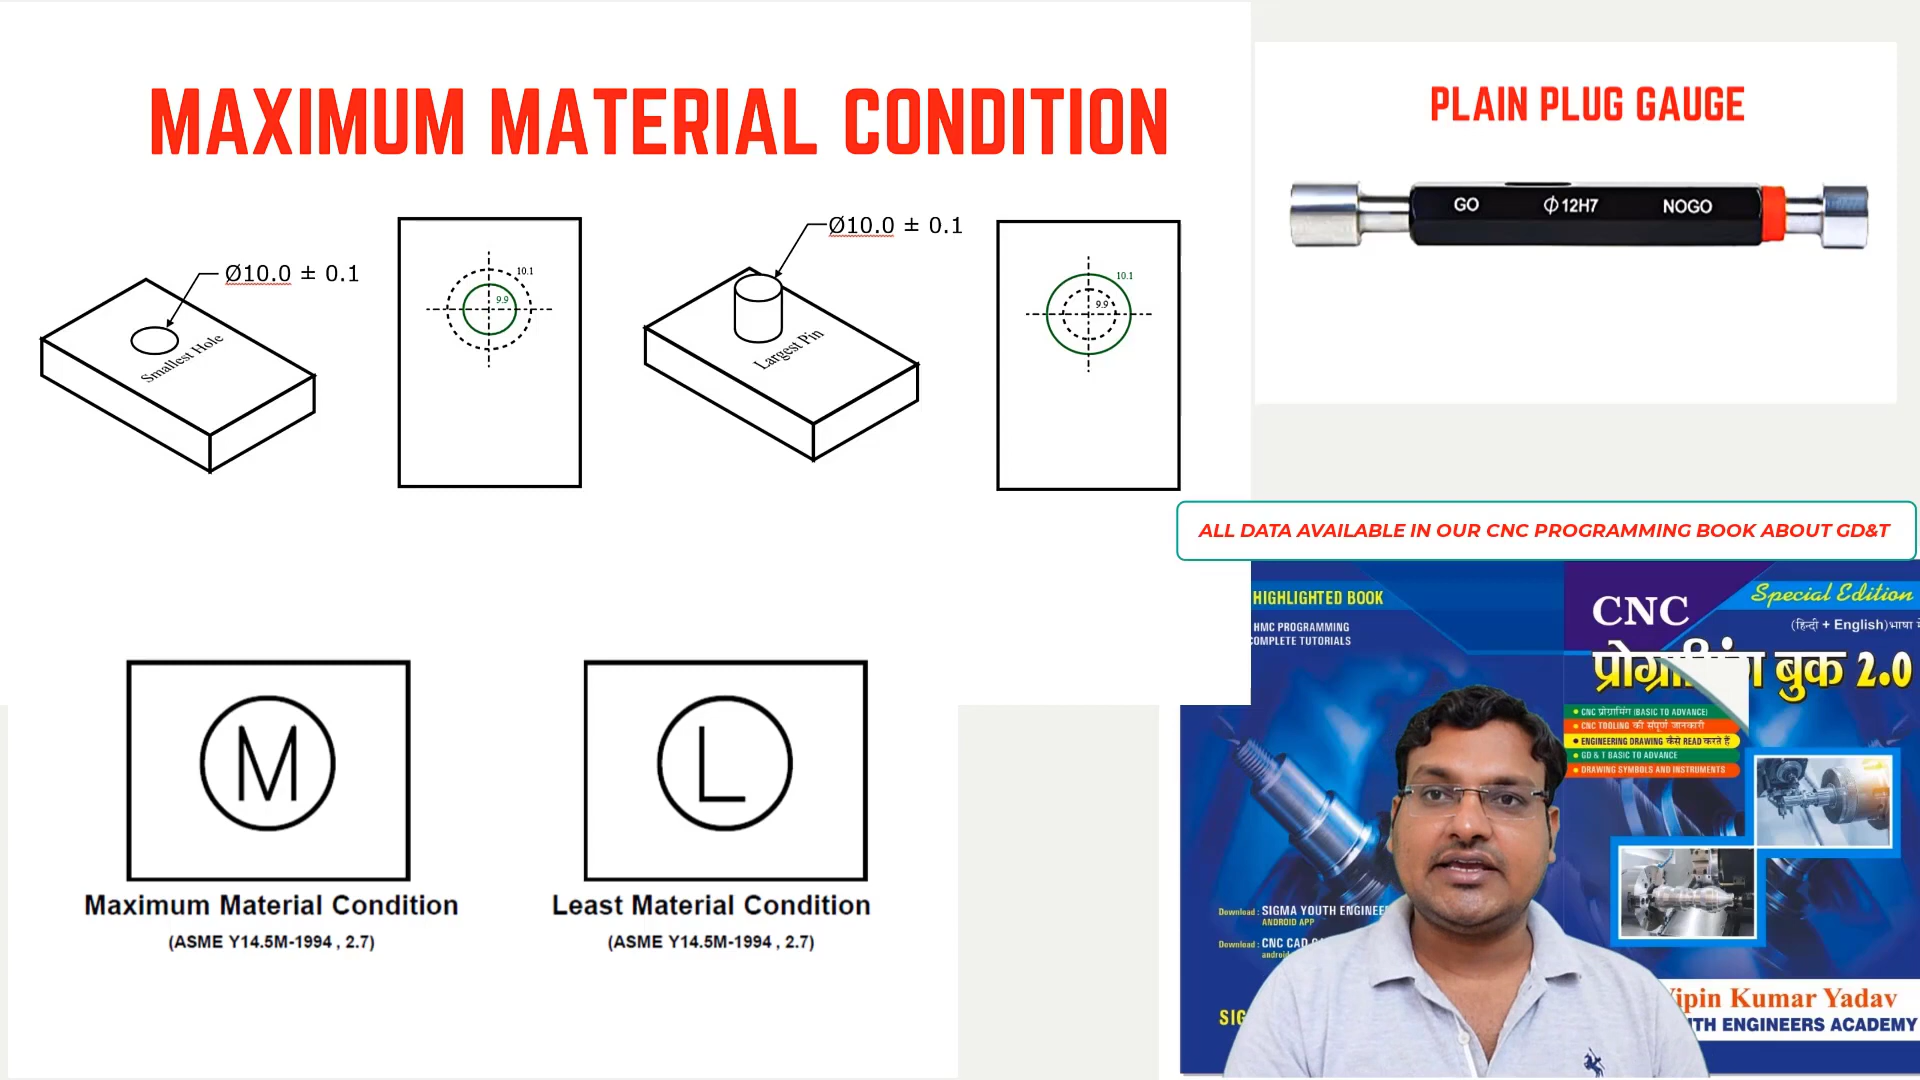 MAXIMUM MATERIAL CONDITION
Ø10.0 ± 0.1
Smallest Hole
10.1
9.9
Ø10.0 ± 0.1
Largest Pin
10.1
9.9
PLAIN PLUG GAUGE
GO
Φ12H7
NOGO
M
Maximum Material Condition
(ASME Y14.5M-1994 , 2.7)
L
Least Material Condition
(ASME Y14.5M-1994 , 2.7)
ALL DATA AVAILABLE IN OUR CNC PROGRAMMING BOOK ABOUT GD&T
HIGHLIGHTED BOOK
HMC PROGRAMMING
COMPLETE TUTORIALS
Download : SIGMA YOUTH ENGINEE
ANDROID APP
Download : CNC CAD
android
SIG
CNC
Special Edition
(हिन्दी + English)भाषा
बुक 2.0
• CNC प्रोग्रामिंग (BASIC TO ADVANCE)
• CNC TOOLING की संपूर्ण जानकारी
• ENGINEERING DRAWING कैसे READ करते हैं
• GD & T BASIC TO ADVANCE
• DRAWING SYMBOLS AND INSTRUMENTS
Vipin Kumar Yadav
UTH ENGINEERS ACADEMY